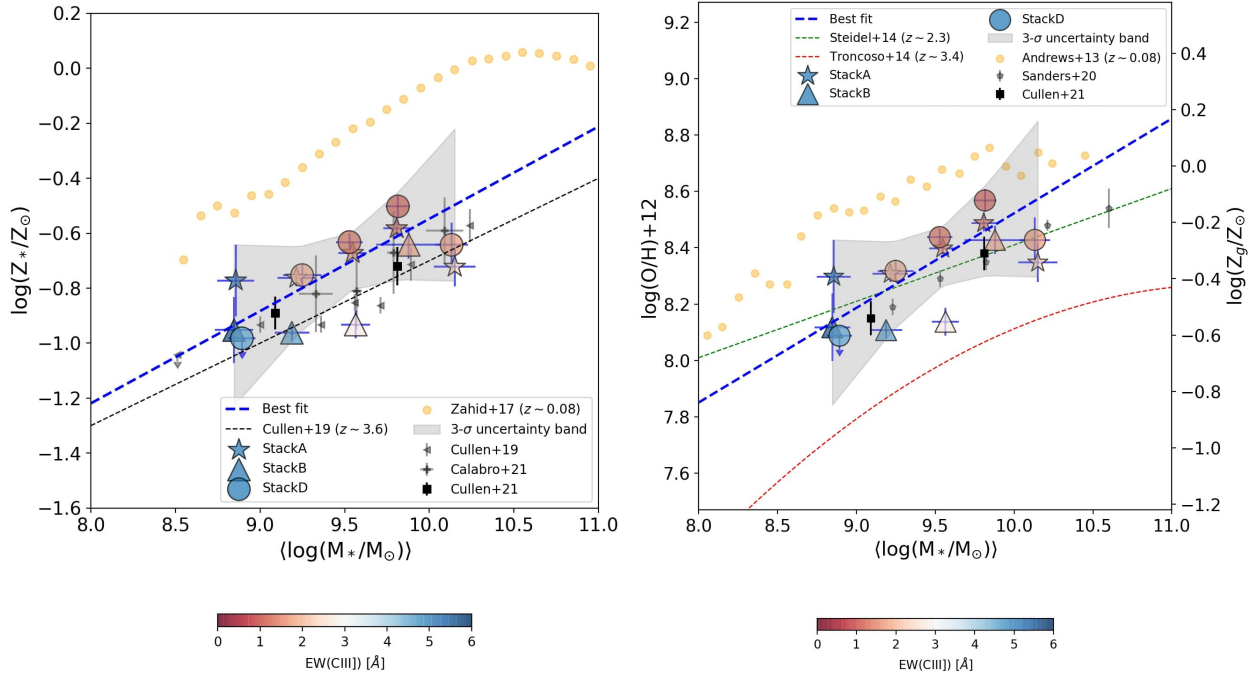 0.2
0.0
−0.2
−0.4
−0.6
−0.8
−1.0
−1.2
−1.4
−1.6
log(Z∗/Z⊙)
8.0 8.5 9.0 9.5 10.0 10.5 11.0
⟨log(M∗/M⊙)⟩
Best fit
Cullen+19 (z ~ 3.6)
StackA
StackB
StackD
Zahid+17 (z ~ 0.08)
3-σ uncertainty band
Cullen+19
Calabro+21
Cullen+21
0 1 2 3 4 5 6
EW(CIII]) [Å]
9.2
9.0
8.8
8.6
8.4
8.2
8.0
7.8
7.6
log(O/H)+12
8.0 8.5 9.0 9.5 10.0 10.5 11.0
⟨log(M∗/M⊙)⟩
Best fit
Steidel+14 (z ~ 2.3)
Troncoso+14 (z ~ 3.4)
StackA
StackB
StackD
3-σ uncertainty band
Andrews+13 (z ~ 0.08)
Sanders+20
Cullen+21
0.4
0.2
0.0
−0.2
−0.4
−0.6
−0.8
−1.0
−1.2
log(Zg/Z⊙)
0 1 2 3 4 5 6
EW(CIII]) [Å]